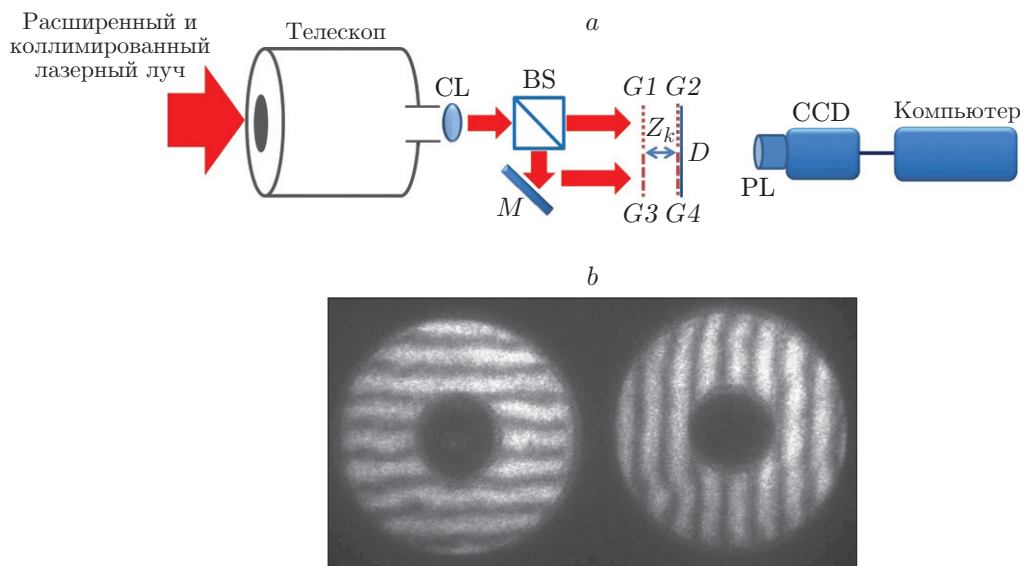 Расширенный и
коллимированный
лазерный луч
Телескоп
a
CL
BS
G1 G2
Z_k
D
M
G3 G4
CCD
Компьютер
PL
b